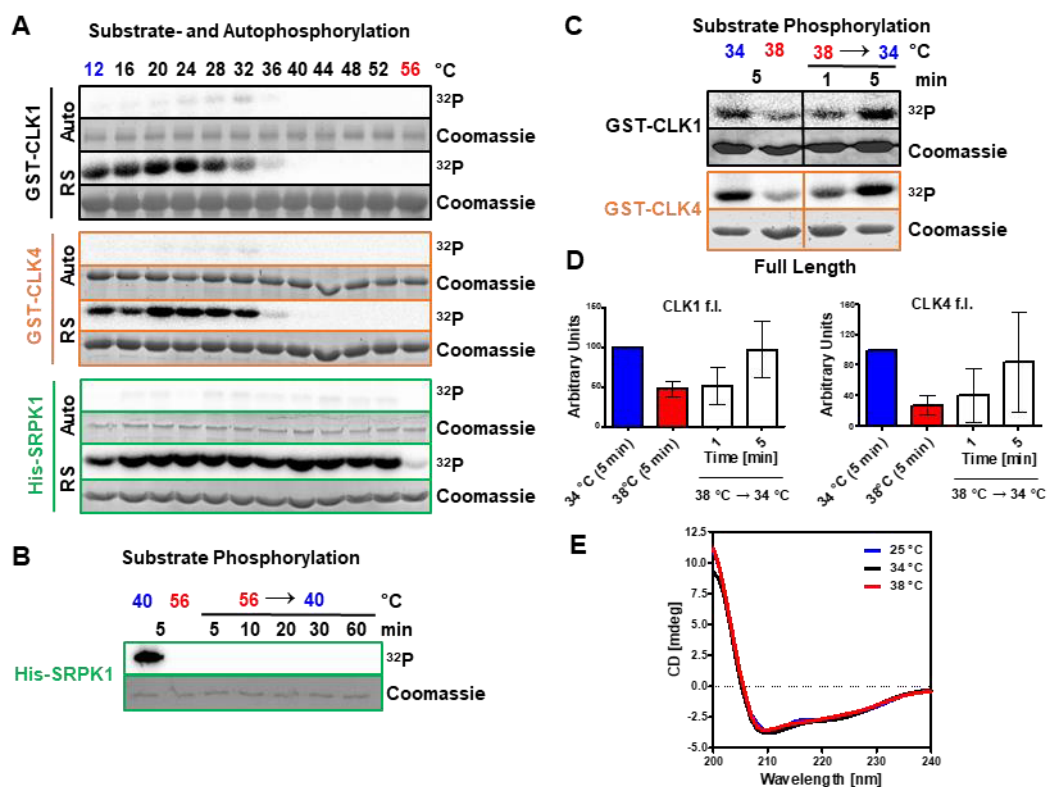 A
Substrate- and Autophosphorylation
12 16 20 24 28 32 36 40 44 48 52 56 °C
GST-CLK1
Auto
³²P
Coomassie
RS
³²P
Coomassie
GST-CLK4
Auto
³²P
Coomassie
RS
³²P
Coomassie
His-SRPK1
Auto
³²P
Coomassie
RS
³²P
Coomassie
B
Substrate Phosphorylation
40 56 56 → 40 °C
5 5 10 20 30 60 min
His-SRPK1
³²P
Coomassie
C
Substrate Phosphorylation
34 38 38 → 34 °C
5 1 5 min
GST-CLK1
³²P
Coomassie
GST-CLK4
³²P
Coomassie
D
Full Length
CLK1 f.l.
Arbitrary Units
150
100
50
0
34 °C (5 min)
38°C (5 min)
1
5
Time [min]
38 °C → 34 °C
CLK4 f.l.
Arbitrary Units
160
120
80
40
0
34 °C (5 min)
38°C (5 min)
1
5
Time [min]
38 °C → 34 °C
E
CD [mdeg]
12.5
10.0
7.5
5.0
2.5
0.0
-2.5
-5.0
25 °C
34 °C
38 °C
200 210 220 230 240
Wavelength [nm]